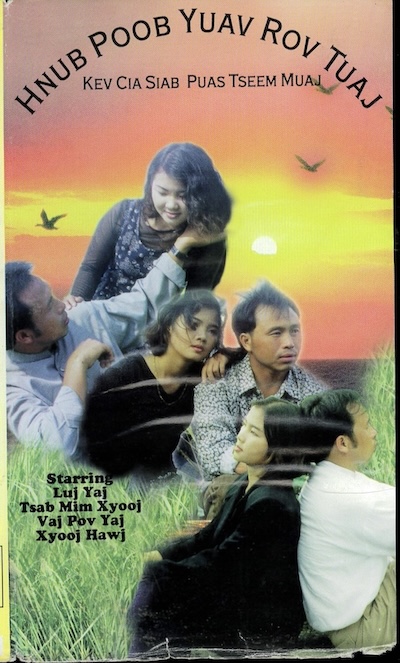 HNUB POOB YUAV ROV TUAJ
KEV CIA SIAB PUAS TSEEM MUAJ
Starring
Luj Yaj
Tsab Mim Xyooj
Vaj Pov Yaj
Xyooj Hawj